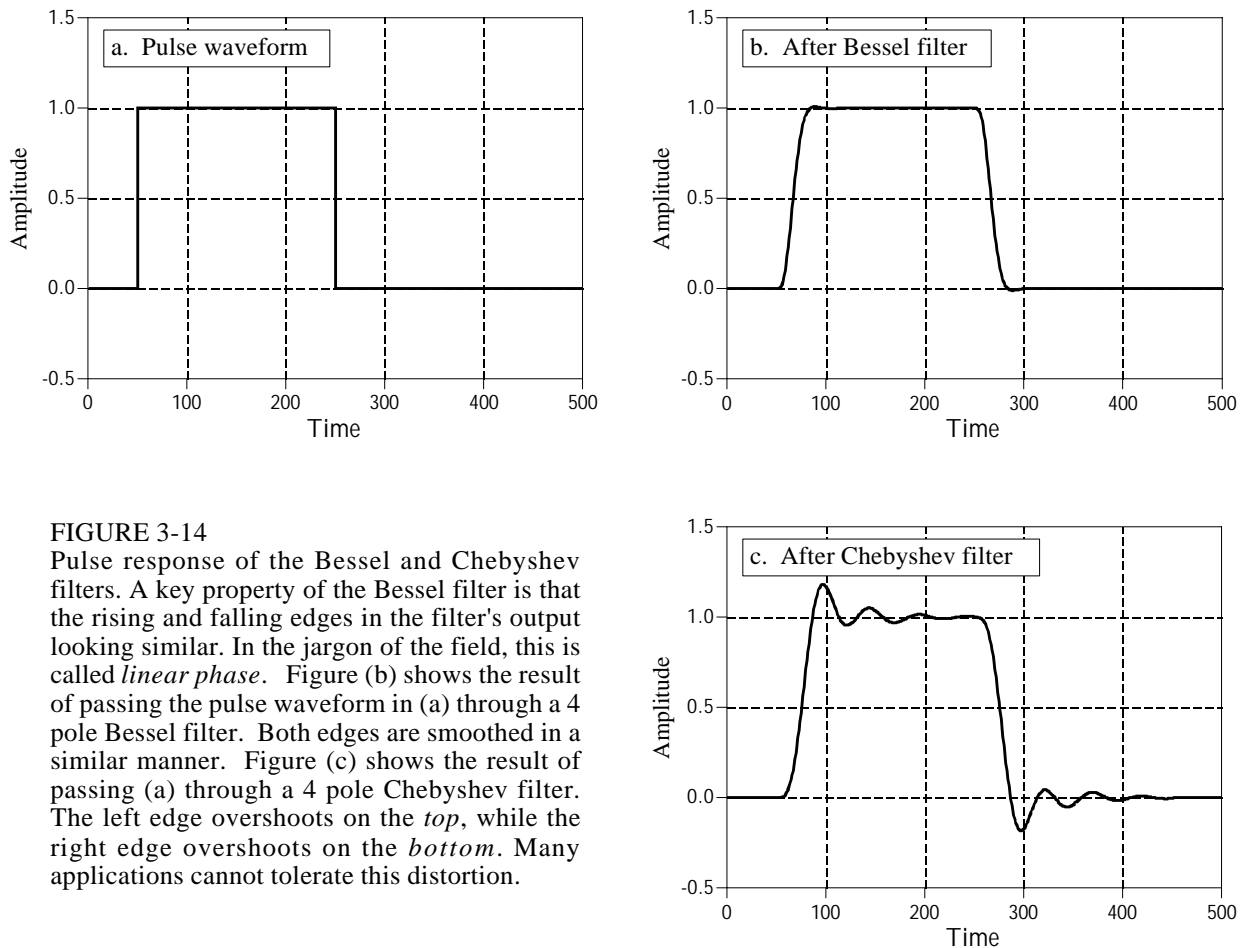 a. Pulse waveform
1.5
1.0
0.5
0.0
-0.5
Amplitude
0 100 200 300 400 500
Time
b. After Bessel filter
1.5
1.0
0.5
0.0
-0.5
Amplitude
0 100 200 300 400 500
Time
FIGURE 3-14
Pulse response of the Bessel and Chebyshev
filters. A key property of the Bessel filter is that
the rising and falling edges in the filter's output
looking similar. In the jargon of the field, this is
called linear phase. Figure (b) shows the result
of passing the pulse waveform in (a) through a 4
pole Bessel filter. Both edges are smoothed in a
similar manner. Figure (c) shows the result of
passing (a) through a 4 pole Chebyshev filter.
The left edge overshoots on the top, while the
right edge overshoots on the bottom. Many
applications cannot tolerate this distortion.
c. After Chebyshev filter
1.5
1.0
0.5
0.0
-0.5
Amplitude
0 100 200 300 400 500
Time